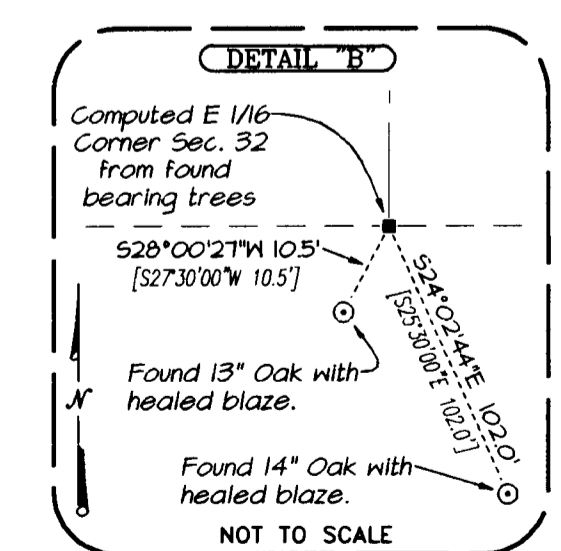 DETAIL "B"
Computed E 1/16
Corner Sec. 32
from found
bearing trees
S28°00'27"W 10.5'
[S27°30'00"W 10.5']
S24°02'44"E 102.0'
[S25°30'00"E 102.0']
Found 13" Oak with
healed blaze.
N
Found 14" Oak with
healed blaze.
NOT TO SCALE